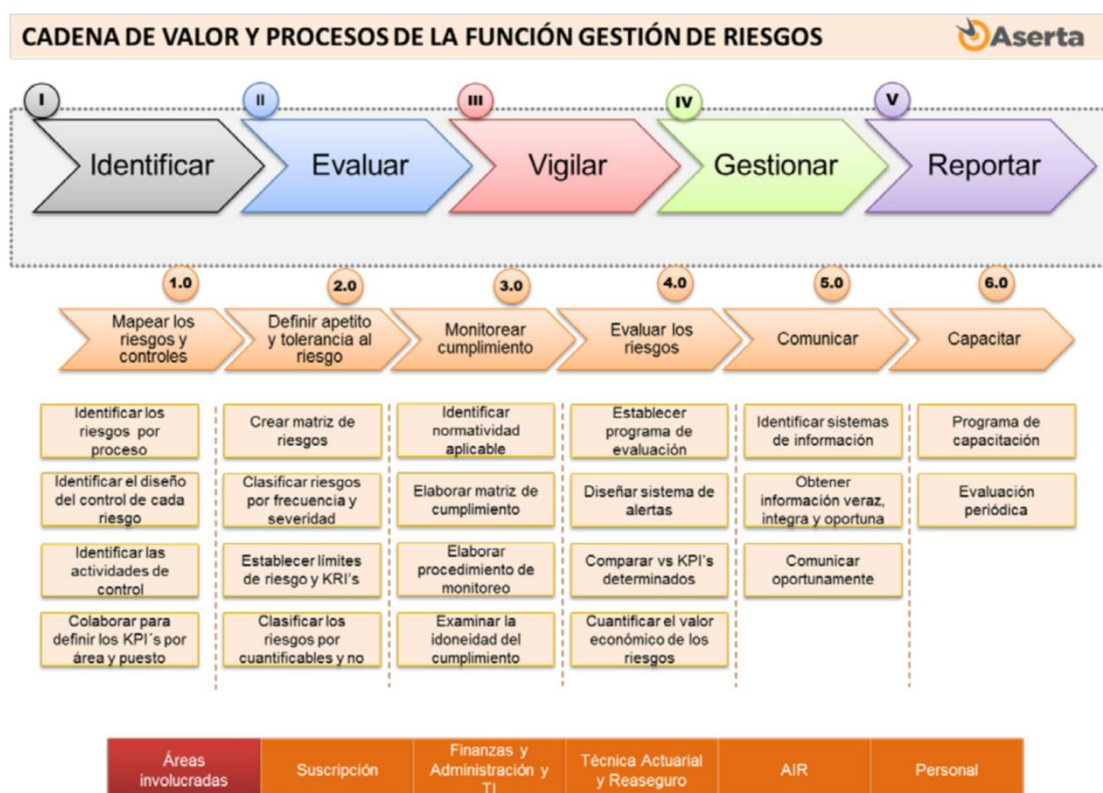 CADENA DE VALOR Y PROCESOS DE LA FUNCIÓN GESTIÓN DE RIESGOS
Aserta
I
II
III
IV
V
Identificar
Evaluar
Vigilar
Gestionar
Reportar
1.0
2.0
3.0
4.0
5.0
6.0
Mapear los
riesgos y
controles
Definir apetito
y tolerancia al
riesgo
Monitorear
cumplimiento
Evaluar los
riesgos
Comunicar
Capacitar
Identificar los
riesgos por
proceso
Identificar el diseño
del control de cada
riesgo
Identificar las
actividades de
control
Colaborar para
definir los KPI´s por
área y puesto
Crear matriz de
riesgos
Clasificar riesgos
por frecuencia y
severidad
Establecer límites
de riesgo y KRI's
Clasificar los
riesgos por
cuantificables y no
Identificar
normatividad
aplicable
Elaborar matriz de
cumplimiento
Elaborar
procedimiento de
monitoreo
Examinar la
idoneidad del
cumplimiento
Establecer
programa de
evaluación
Diseñar sistema de
alertas
Comparar vs KPI's
determinados
Cuantificar el valor
económico de los
riesgos
Identificar sistemas
de información
Obtener
información veraz,
integra y oportuna
Comunicar
oportunamente
Programa de
capacitación
Evaluación
periódica
Áreas
involucradas
Suscripción
Finanzas y
Administración y
TI
Técnica Actuarial
y Reaseguro
AIR
Personal